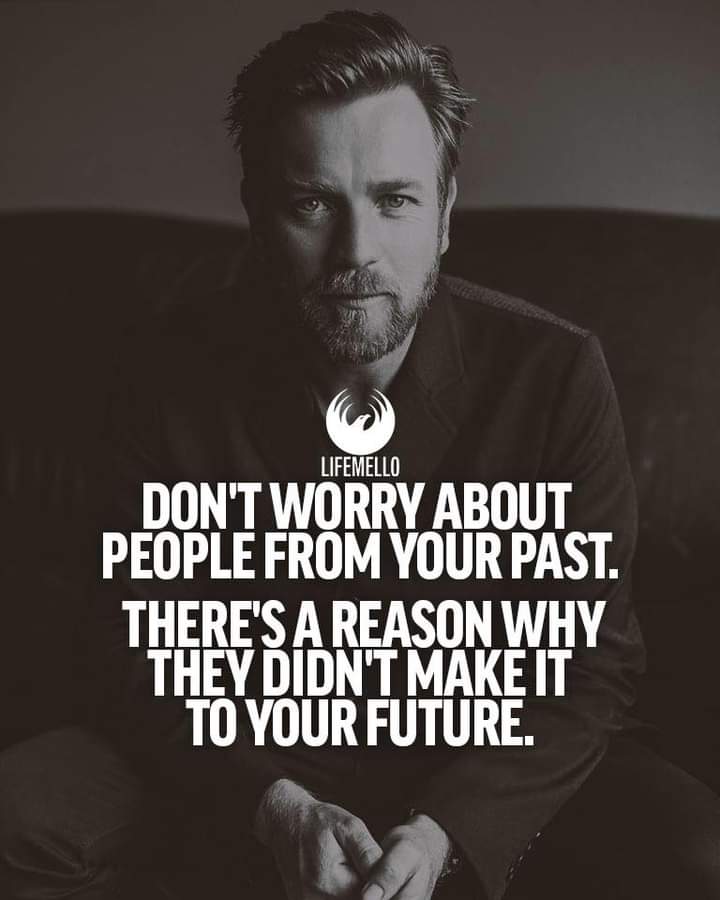 LIFEMELLO
DON'T WORRY ABOUT
PEOPLE FROM YOUR PAST.
THERE'S A REASON WHY
THEY DIDN'T MAKE IT
TO YOUR FUTURE.